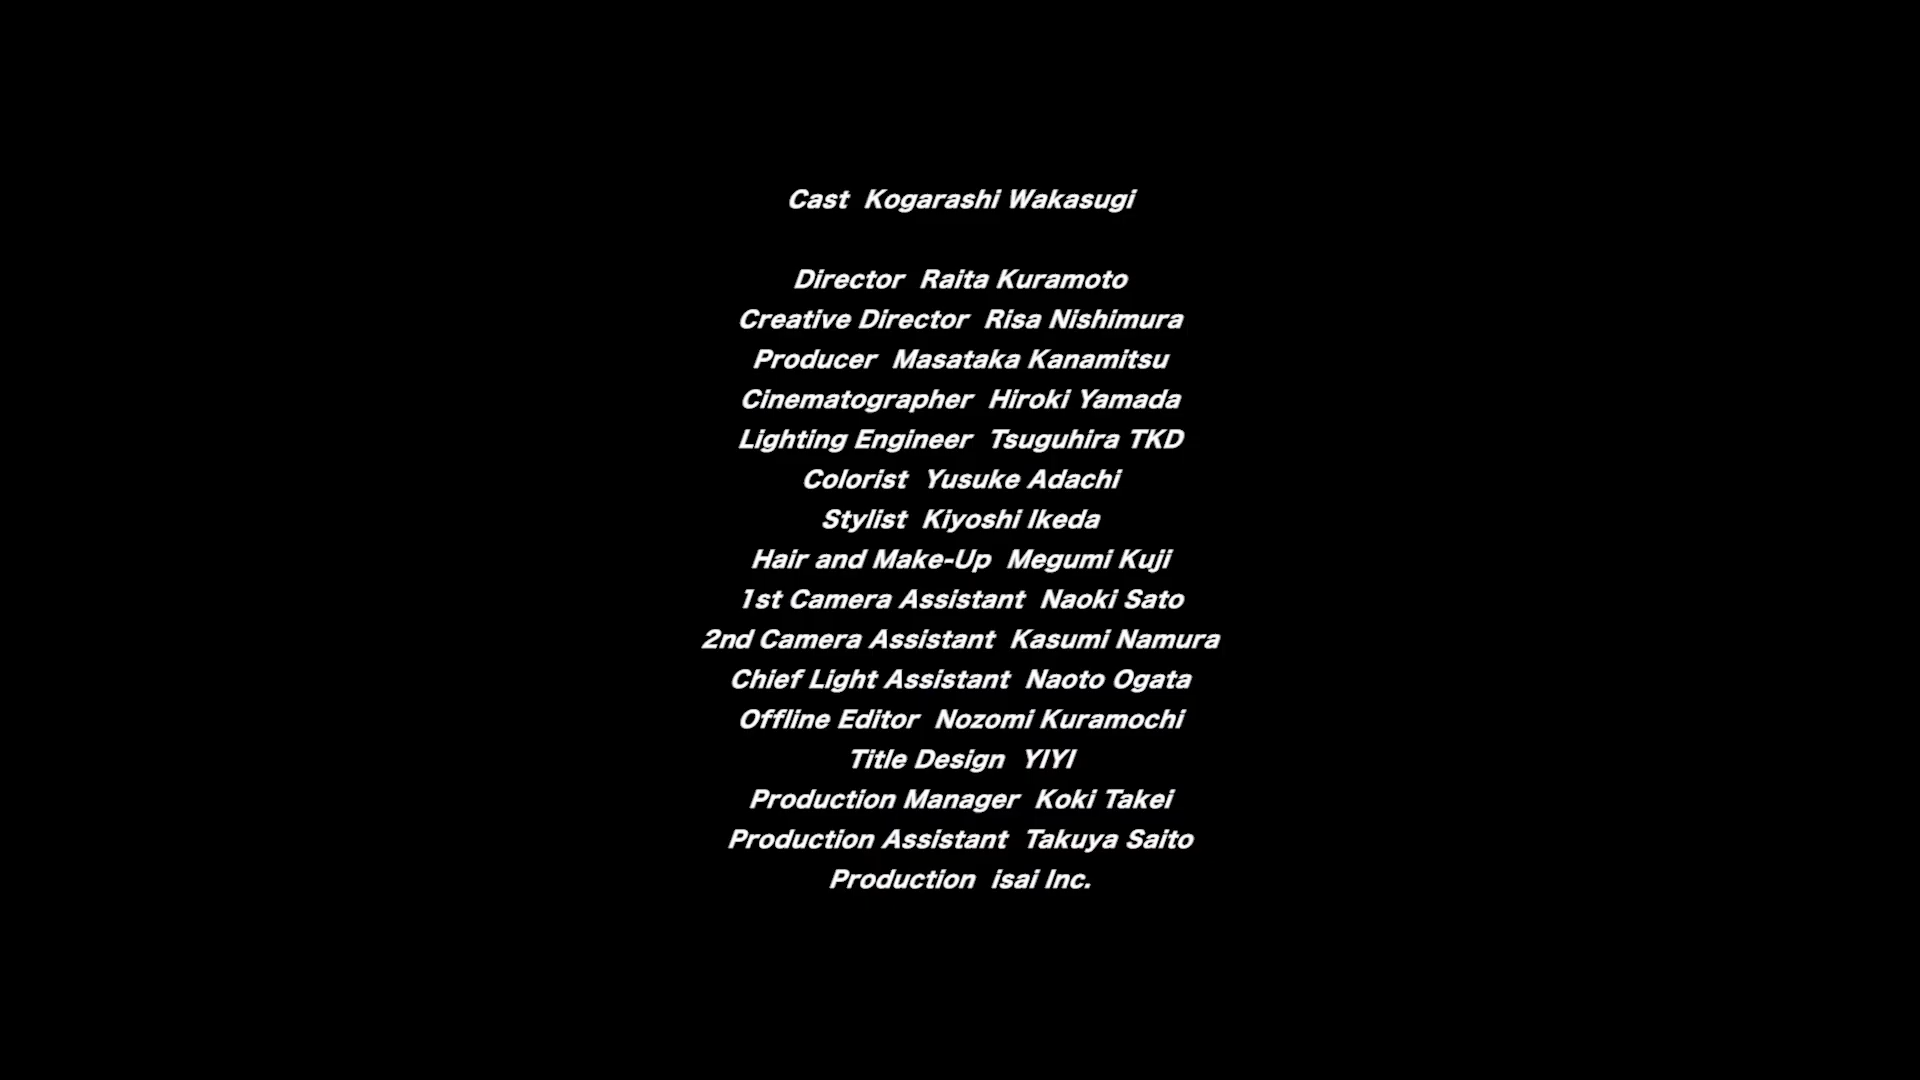 Cast  Kogarashi Wakasugi
Director  Raita Kuramoto
Creative Director  Risa Nishimura
Producer  Masataka Kanamitsu
Cinematographer  Hiroki Yamada
Lighting Engineer  Tsuguhira TKD
Colorist  Yusuke Adachi
Stylist  Kiyoshi Ikeda
Hair and Make-Up  Megumi Kuji
1st Camera Assistant  Naoki Sato
2nd Camera Assistant  Kasumi Namura
Chief Light Assistant  Naoto Ogata
Offline Editor  Nozomi Kuramochi
Title Design  YIYI
Production Manager  Koki Takei
Production Assistant  Takuya Saito
Production  isai Inc.